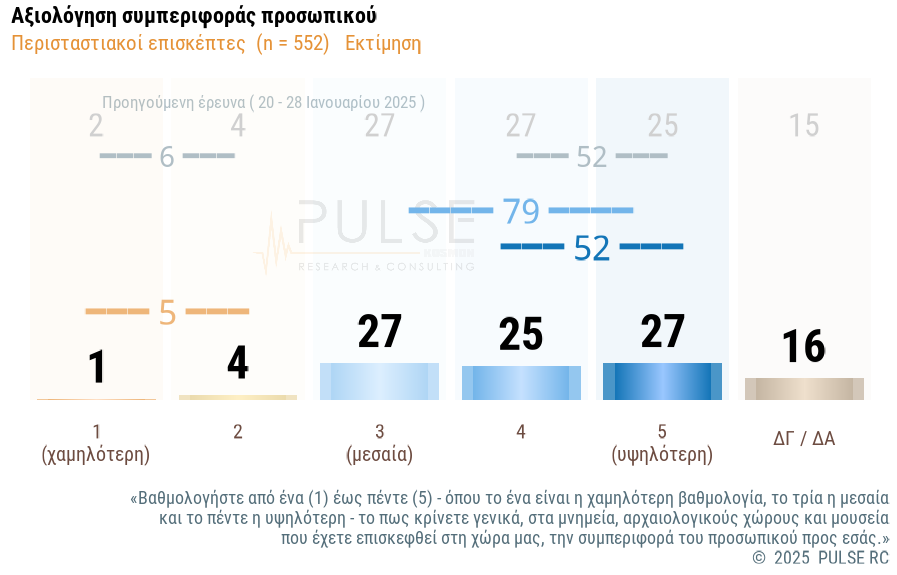 Αξιολόγηση συμπεριφοράς προσωπικού
Περισταστιακοί επισκέπτες (n = 552) Εκτίμηση
Προηγούμενη έρευνα ( 20 - 28 Ιανουαρίου 2025 )
2 4 27 27 25 15
6 52
79
PULSE
52
RESEARCH & CONSULTING
5
1 4 27 25 27 16
1 2 3 4 5 ΔΓ / ΔΑ
(χαμηλότερη) (μεσαία) (υψηλότερη)
«Βαθμολογήστε από ένα (1) έως πέντε (5) - όπου το ένα είναι η χαμηλότερη βαθμολογία, το τρία η μεσαία
και το πέντε η υψηλότερη - το πως κρίνετε γενικά, στα μνημεία, αρχαιολογικούς χώρους και μουσεία
που έχετε επισκεφθεί στη χώρα μας, την συμπεριφορά του προσωπικού προς εσάς.»
© 2025 PULSE RC